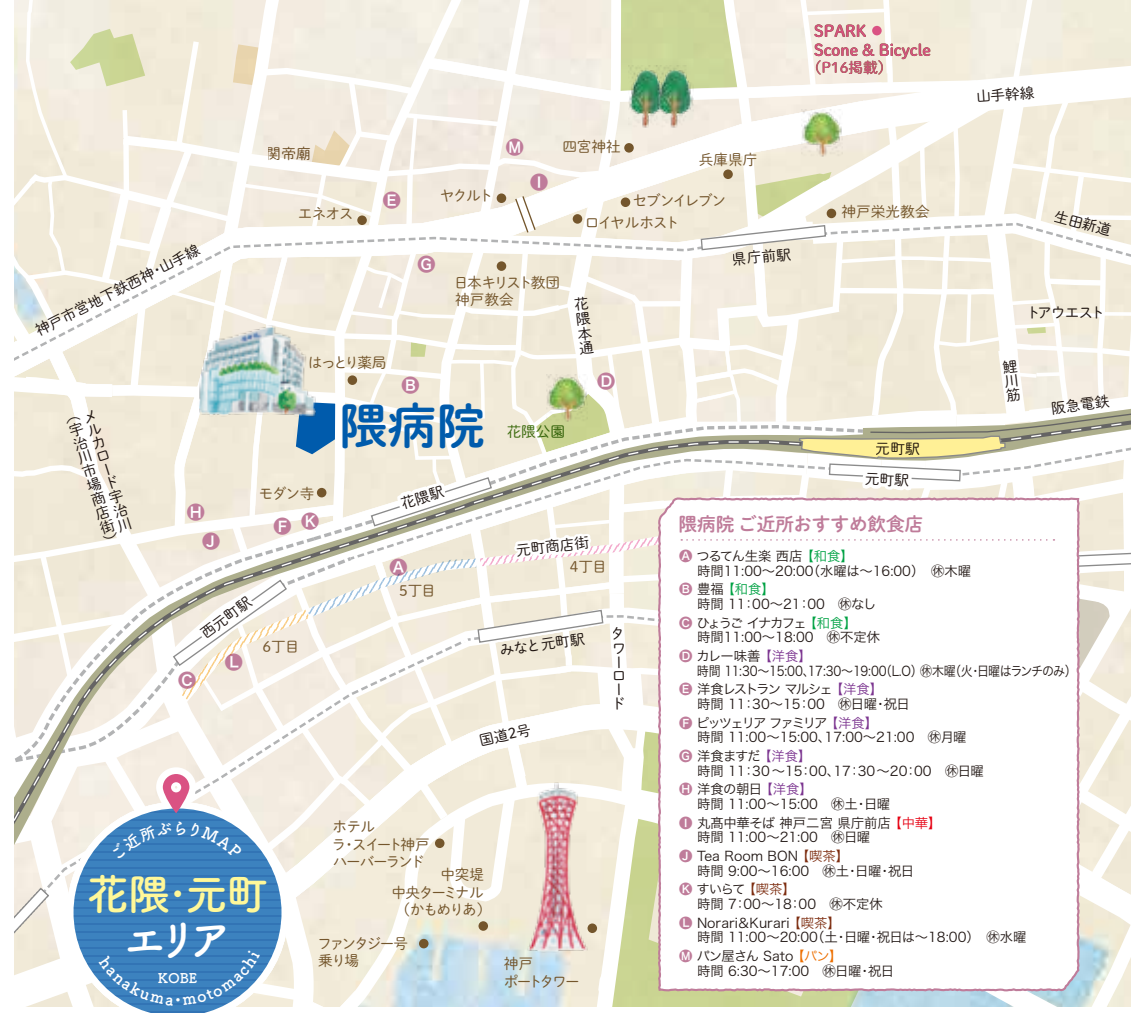 SPARK
Scone & Bicycle
(P16掲載)
山手幹線
M
四宮神社
兵庫県庁
関帝廟
I
ヤクルト
セブンイレブン
E
エネオス
ロイヤルホスト
神戸栄光教会
生田新道
県庁前駅
神戸市営地下鉄西神・山手線
G
日本キリスト教団
神戸教会
花隈本通
トアウエスト
はっとり薬局
B
D
鯉川筋
阪急電鉄
隈病院
花隈公園
メルカロード宇治川
(宇治川市場商店街)
元町駅
元町駅
モダン寺
花隈駅
H
F
K
J
元町商店街
4丁目
A
5丁目
西元町駅
6丁目
みなと元町駅
タワーロード
L
C
国道2号
隈病院 ご近所おすすめ飲食店
A つるてん生楽 西店【和食】
時間11:00〜20:00(水曜は〜16:00) ㊡木曜
B 豊福【和食】
時間 11:00〜21:00 ㊡なし
C ひょうご イナカフェ【和食】
時間11:00〜18:00 ㊡不定休
D カレー味善【洋食】
時間 11:30〜15:00、17:30〜19:00(L.O) ㊡木曜(火・日曜はランチのみ)
E 洋食レストラン マルシェ【洋食】
時間 11:30〜15:00 ㊡日曜・祝日
F ピッツェリア ファミリア【洋食】
時間 11:00〜15:00、17:00〜21:00 ㊡月曜
G 洋食ますだ【洋食】
時間 11:30〜15:00、17:30〜20:00 ㊡日曜
H 洋食の朝日【洋食】
時間 11:00〜15:00 ㊡土・日曜
I 丸髙中華そば 神戸二宮 県庁前店【中華】
時間 11:00〜21:00 ㊡日曜
J Tea Room BON【喫茶】
時間 9:00〜16:00 ㊡土・日曜・祝日
K すいらて【喫茶】
時間 7:00〜18:00 ㊡不定休
L Norari&Kurari【喫茶】
時間 11:00〜20:00(土・日曜・祝日は〜18:00) ㊡水曜
M パン屋さん Sato【パン】
時間 6:30〜17:00 ㊡日曜・祝日
ホテル
ラ・スイート神戸
ハーバーランド
中突堤
中央ターミナル
(かもめりあ)
ファンタジー号
乗り場
神戸
ポートタワー
ご近所ぶらりMAP
花隈・元町
エリア
KOBE
hanakuma・motomachi